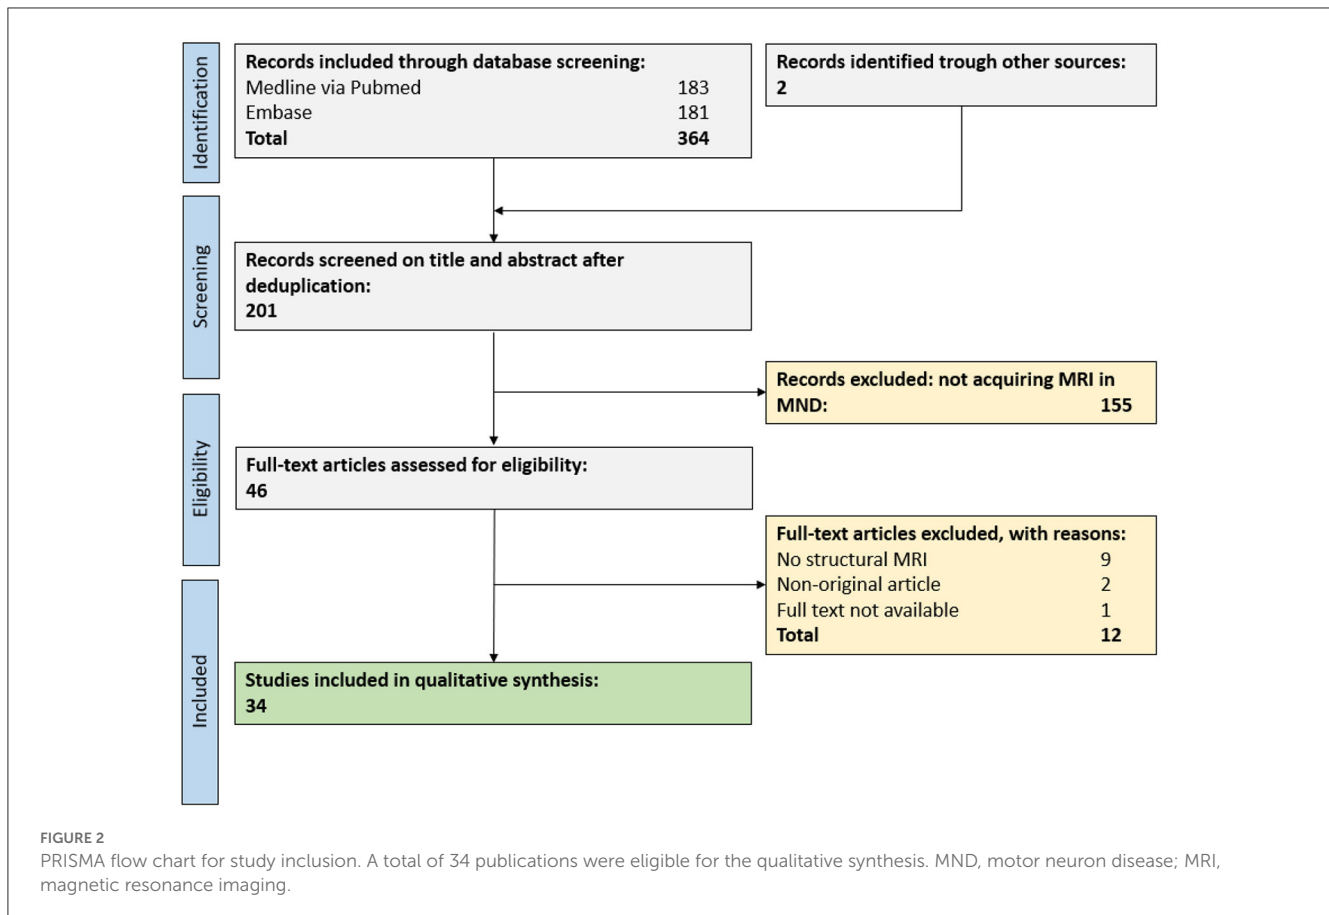 Identification
Records included through database screening:
Medline via Pubmed 183
Embase 181
Total 364
Records identified trough other sources:
2
Screening
Records screened on title and abstract after
deduplication:
201
Records excluded: not acquiring MRI in
MND: 155
Eligibility
Full-text articles assessed for eligibility:
46
Full-text articles excluded, with reasons:
No structural MRI 9
Non-original article 2
Full text not available 1
Total 12
Included
Studies included in qualitative synthesis:
34
FIGURE 2
PRISMA flow chart for study inclusion. A total of 34 publications were eligible for the qualitative synthesis. MND, motor neuron disease; MRI,
magnetic resonance imaging.